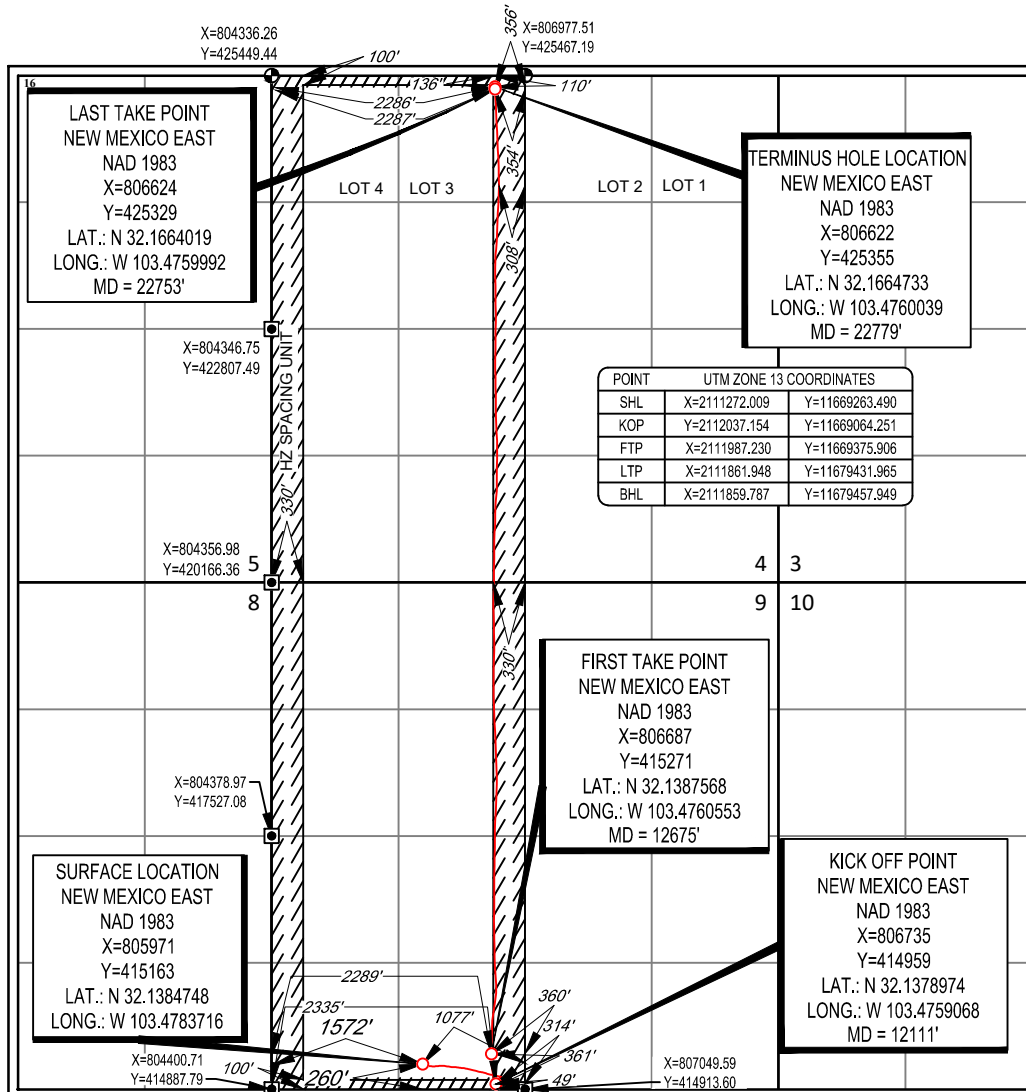 X=804336.26
Y=425449.44
356'
X=806977.51
Y=425467.19
100'
16
136"
110'
2286'
2287'
LAST TAKE POINT
NEW MEXICO EAST
NAD 1983
X=806624
Y=425329
LAT.: N 32.1664019
LONG.: W 103.4759992
MD = 22753'
354'
TERMINUS HOLE LOCATION
NEW MEXICO EAST
NAD 1983
X=806622
Y=425355
LAT.: N 32.1664733
LONG.: W 103.4760039
MD = 22779'
LOT 4
LOT 3
LOT 2
LOT 1
308'
X=804346.75
Y=422807.49
HZ SPACING UNIT
330'
POINT UTM ZONE 13 COORDINATES
SHL X=2111272.009 Y=11669263.490
KOP Y=2112037.154 Y=11669064.251
FTP X=2111987.230 Y=11669375.906
LTP X=2111861.948 Y=11679431.965
BHL X=2111859.787 Y=11679457.949
X=804356.98
Y=420166.36
5
8
4
3
9
10
330'
FIRST TAKE POINT
NEW MEXICO EAST
NAD 1983
X=806687
Y=415271
LAT.: N 32.1387568
LONG.: W 103.4760553
MD = 12675'
X=804378.97
Y=417527.08
SURFACE LOCATION
NEW MEXICO EAST
NAD 1983
X=805971
Y=415163
LAT.: N 32.1384748
LONG.: W 103.4783716
KICK OFF POINT
NEW MEXICO EAST
NAD 1983
X=806735
Y=414959
LAT.: N 32.1378974
LONG.: W 103.4759068
MD = 12111'
2289'
2335'
1572'
1077'
360'
314'
361'
X=804400.71
Y=414887.79
100'
260'
49'
X=807049.59
Y=414913.60